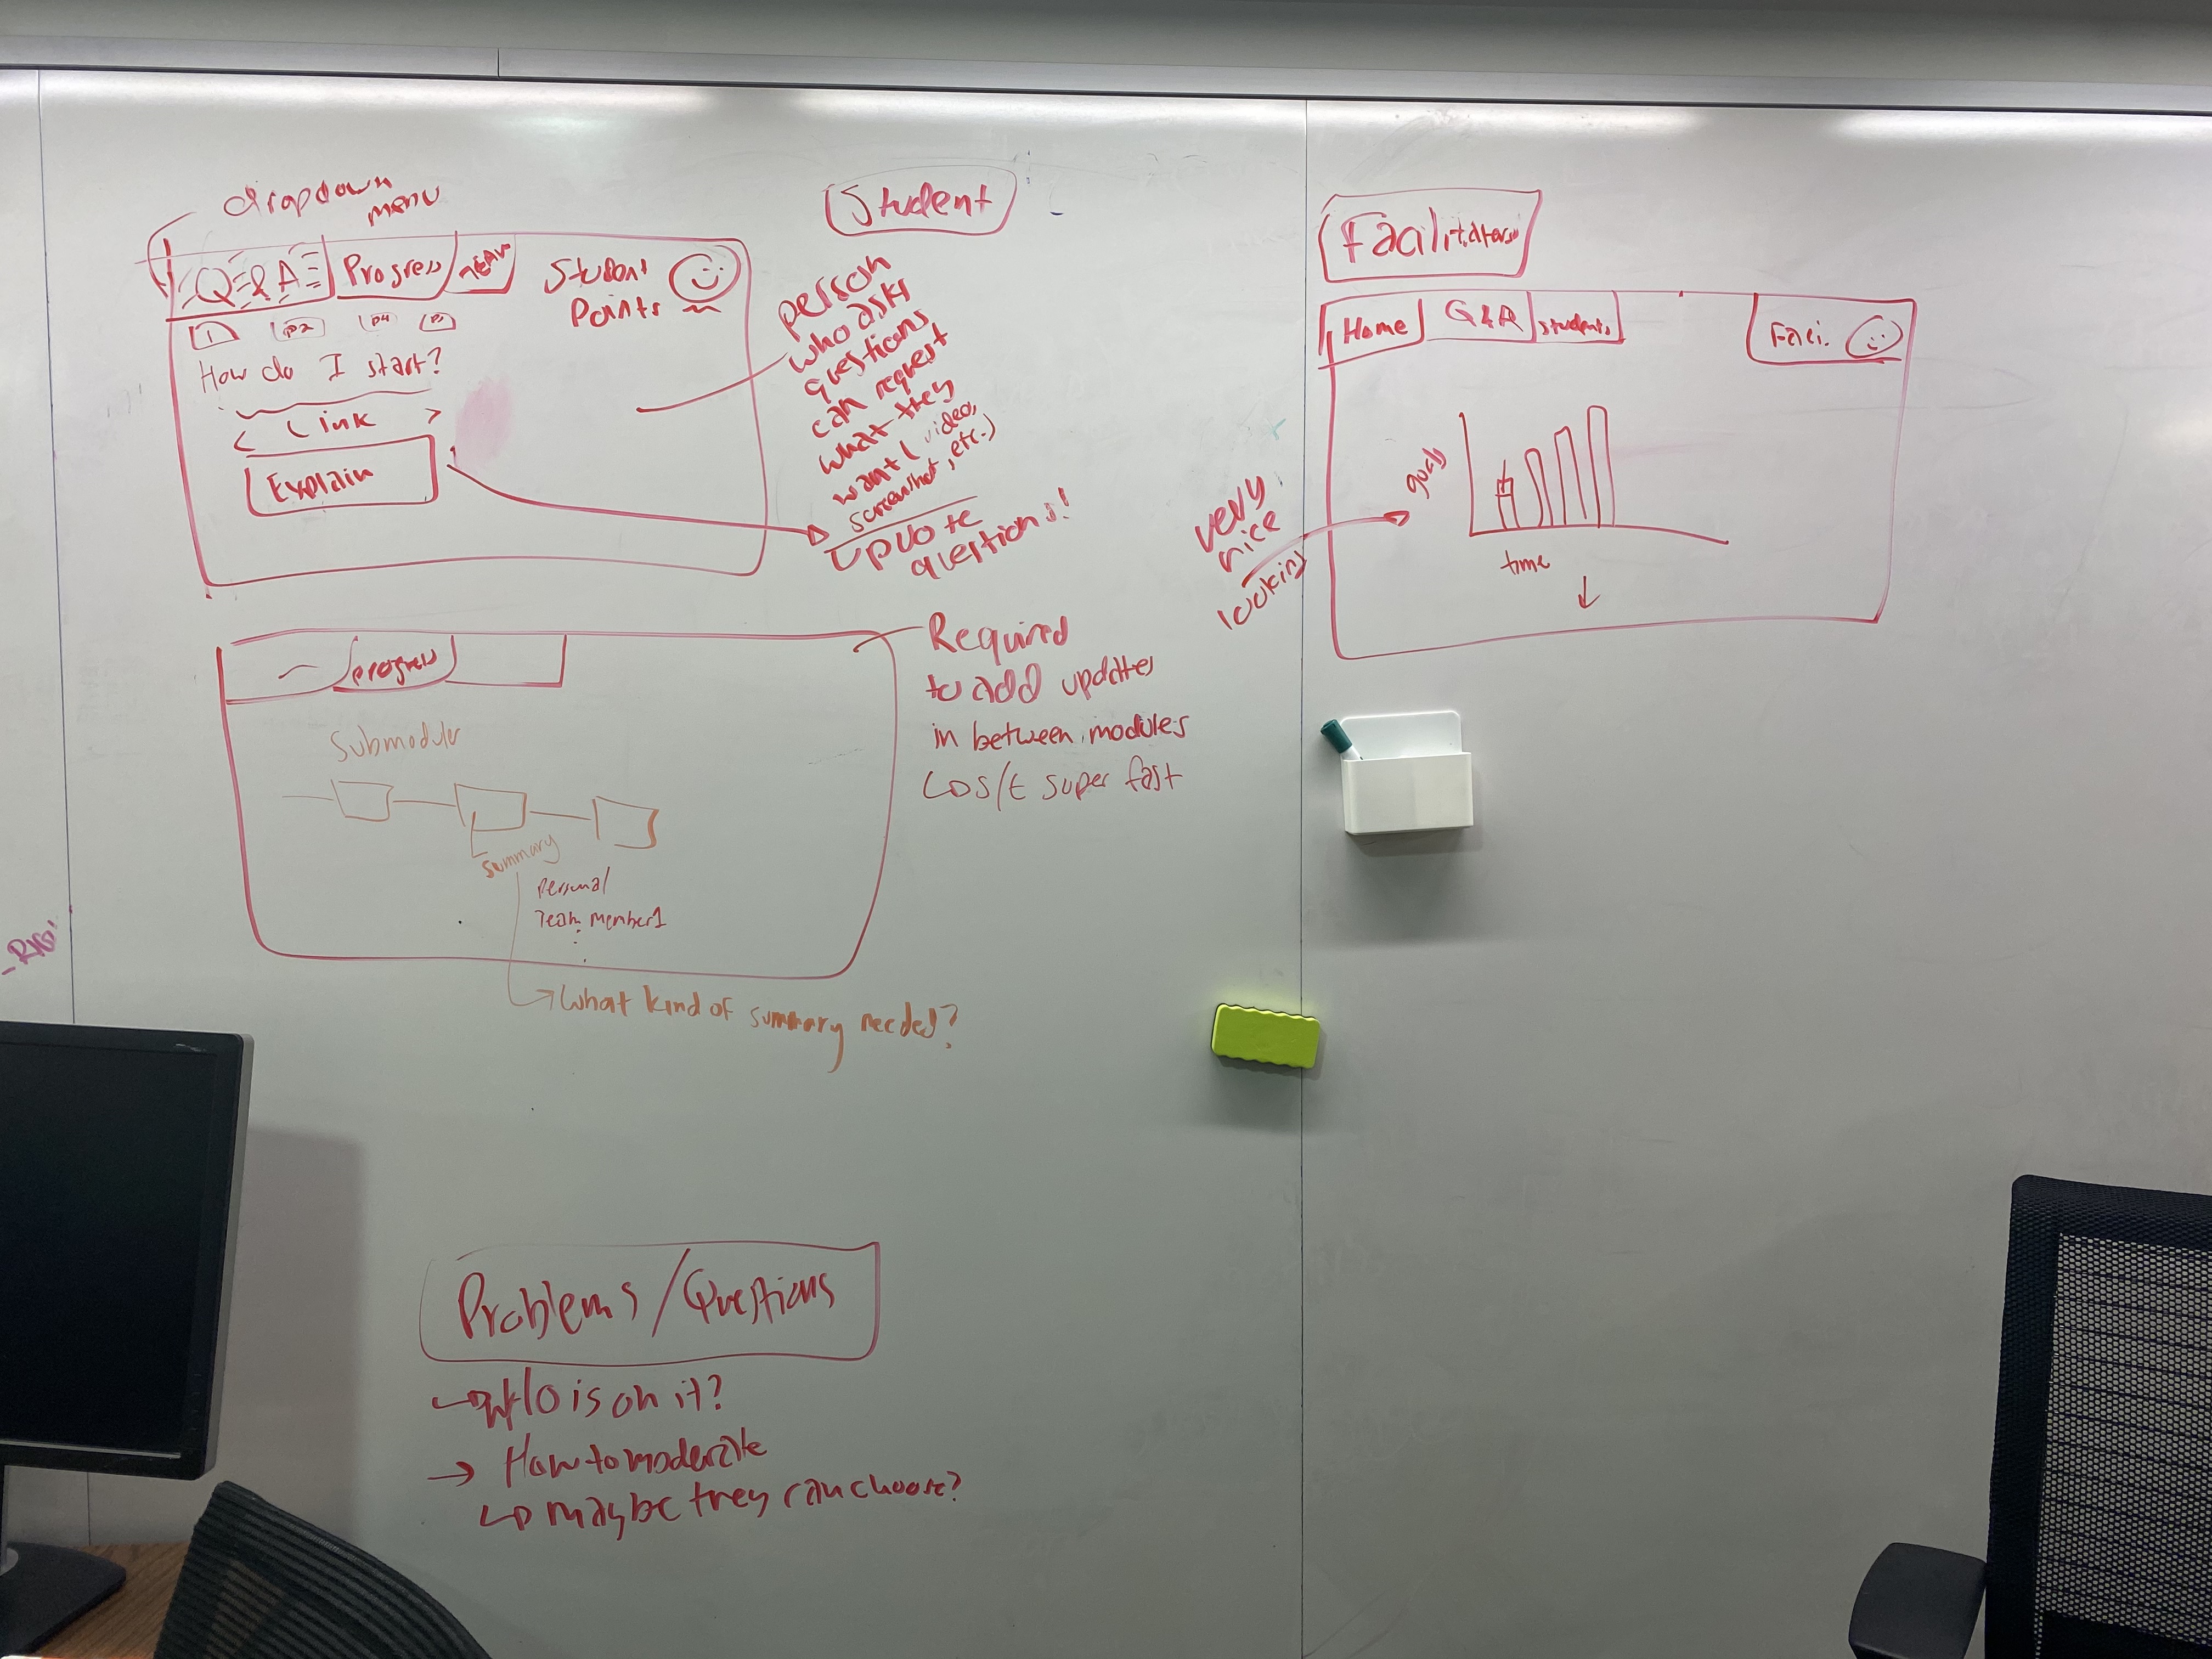 dropdown
menu
Student
Q&A
Progress
TEAM
Student
Points
1
P2
P4
How do I start?
< Link >
Explain
person
who asks
questions
can request
what they
want (video,
screenshot, etc.)
upvote
questions!
Facilitators
Home
Q&A
Students
Faci.
goals
time
very
nice
looking
progress
Submodules
summary
Personal
Team member1
What kind of summary needed?
Required
to add updates
in between modules
super fast
Problems/Questions
WHO is on it?
How to moderate
maybe they can choose?